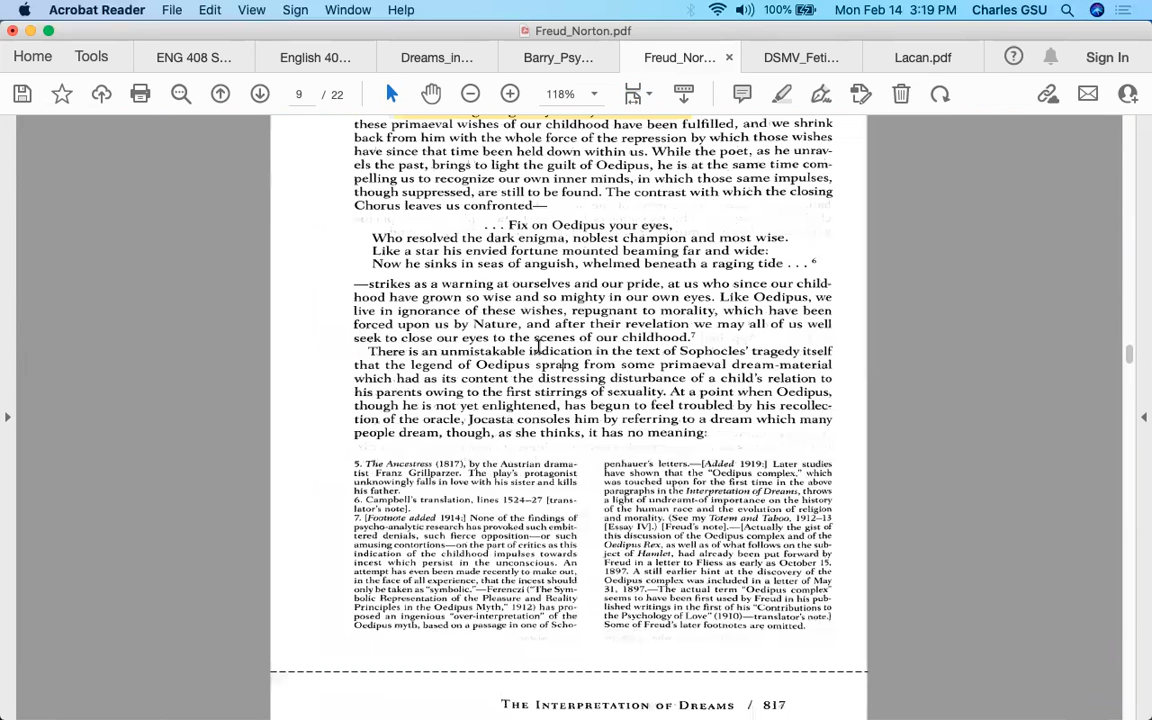 Acrobat Reader File Edit View Sign Window Help 100% Mon Feb 14 3:19 PM Charles GSU
Freud_Norton.pdf
Home Tools ENG 408 S... English 40... Dreams_in... Barry_Psy... Freud_Nor... × DSMV_Feti... Lacan.pdf Sign In
9 / 22 118%
these primaeval wishes of our childhood have been fulfilled, and we shrink
back from him with the whole force of the repression by which those wishes
have since that time been held down within us. While the poet, as he unrav-
els the past, brings to light the guilt of Oedipus, he is at the same time com-
pelling us to recognize our own inner minds, in which those same impulses,
though suppressed, are still to be found. The contrast with which the closing
Chorus leaves us confronted—
. . . Fix on Oedipus your eyes,
Who resolved the dark enigma, noblest champion and most wise.
Like a star his envied fortune mounted beaming far and wide:
Now he sinks in seas of anguish, whelmed beneath a raging tide . . . 6
—strikes as a warning at ourselves and our pride, at us who since our child-
hood have grown so wise and so mighty in our own eyes. Like Oedipus, we
live in ignorance of these wishes, repugnant to morality, which have been
forced upon us by Nature, and after their revelation we may all of us well
seek to close our eyes to the scenes of our childhood.7
There is an unmistakable indication in the text of Sophocles' tragedy itself
that the legend of Oedipus sprang from some primaeval dream-material
which had as its content the distressing disturbance of a child's relation to
his parents owing to the first stirrings of sexuality. At a point when Oedipus,
though he is not yet enlightened, has begun to feel troubled by his recollec-
tion of the oracle, Jocasta consoles him by referring to a dream which many
people dream, though, as she thinks, it has no meaning:
5. The Ancestress (1817), by the Austrian drama-
tist Franz Grillparzer. The play's protagonist
unknowingly falls in love with his sister and kills
his father.
6. Campbell's translation, lines 1524–27 [trans-
lator's note].
7. [Footnote added 1914:] None of the findings of
psycho-analytic research has provoked such embit-
tered denials, such fierce opposition—or such
amusing contortions—on the part of critics as this
indication of the childhood impulses towards
incest which persist in the unconscious. An
attempt has even been made recently to make out,
in the face of all experience, that the incest should
only be taken as "symbolic."—Ferenczi ("The Sym-
bolic Representation of the Pleasure and Reality
Principles in the Oedipus Myth," 1912) has pro-
posed an ingenious "over-interpretation" of the
Oedipus myth, based on a passage in one of Scho-
penhauer's letters.—[Added 1919:] Later studies
have shown that the "Oedipus complex," which
was touched upon for the first time in the above
paragraphs in the Interpretation of Dreams, throws
a light of undreamt-of importance on the history
of the human race and the evolution of religion
and morality. (See my Totem and Taboo, 1912–13
[Essay IV].) [Freud's note].—[Actually the gist of
this discussion of the Oedipus complex and of the
Oedipus Rex, as well as of what follows on the sub-
ject of Hamlet, had already been put forward by
Freud in a letter to Fliess as early as October 15,
1897. A still earlier hint at the discovery of the
Oedipus complex was included in a letter of May
31, 1897.—The actual term "Oedipus complex"
seems to have been first used by Freud in his pub-
lished writings in the first of his "Contributions to
the Psychology of Love" (1910)—translator's note.]
Some of Freud's later footnotes are omitted.
THE INTERPRETATION OF DREAMS / 817